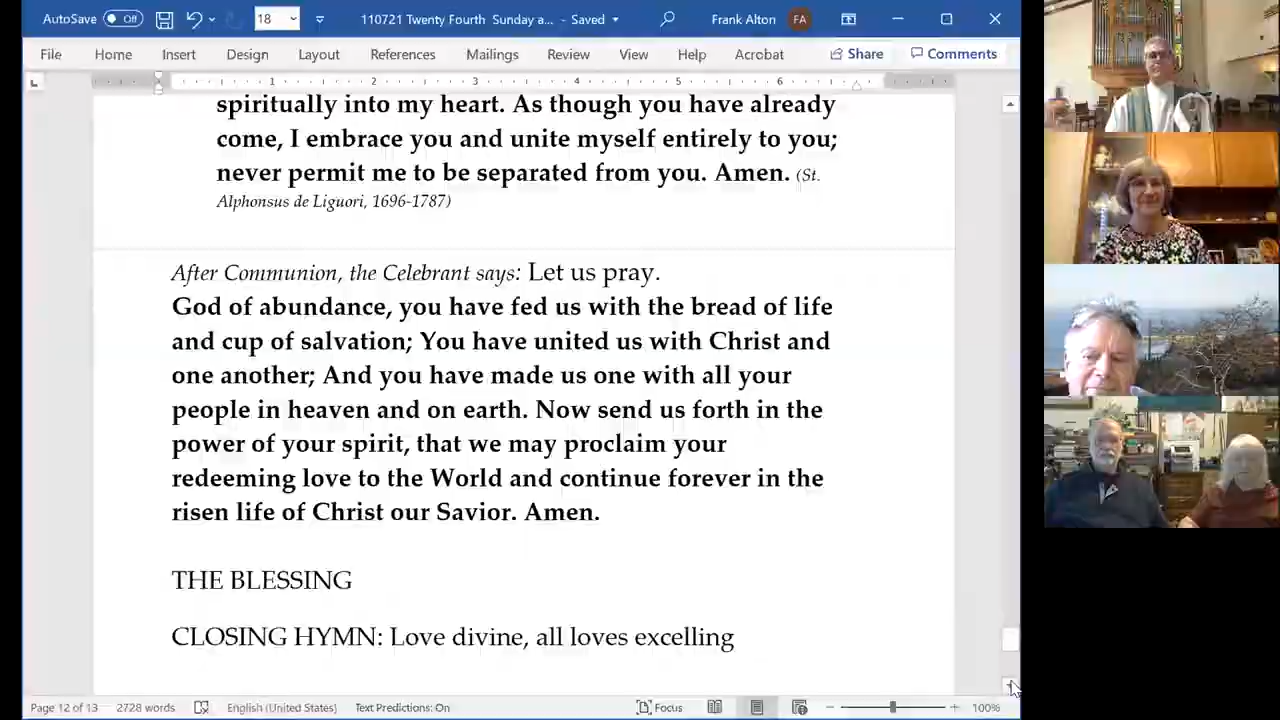 AutoSave Off 18 110721 Twenty Fourth Sunday a... - Saved Frank Alton FA
File Home Insert Design Layout References Mailings Review View Help Acrobat Share Comments
1 2 3 4 5 6
spiritually into my heart. As though you have already
come, I embrace you and unite myself entirely to you;
never permit me to be separated from you. Amen. (St.
Alphonsus de Liguori, 1696-1787)
After Communion, the Celebrant says: Let us pray.
God of abundance, you have fed us with the bread of life
and cup of salvation; You have united us with Christ and
one another; And you have made us one with all your
people in heaven and on earth. Now send us forth in the
power of your spirit, that we may proclaim your
redeeming love to the World and continue forever in the
risen life of Christ our Savior. Amen.
THE BLESSING
CLOSING HYMN: Love divine, all loves excelling
Page 12 of 13 2728 words English (United States) Text Predictions: On Focus 100%